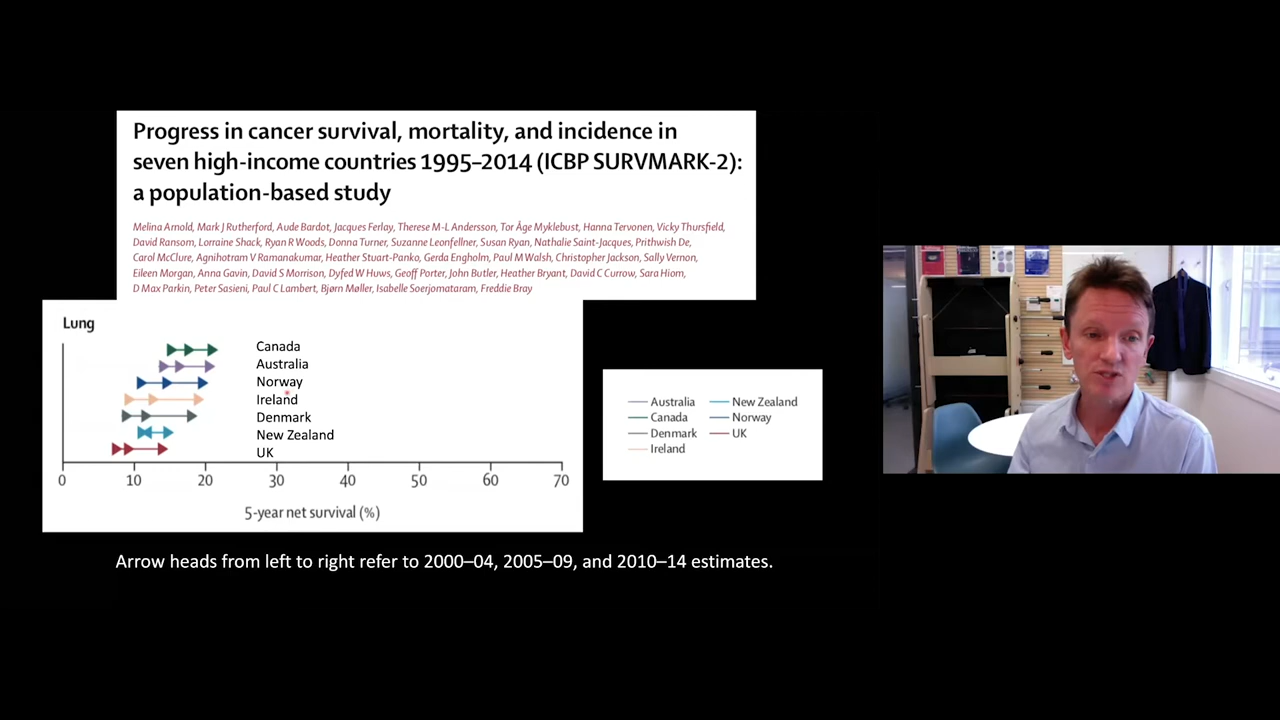 Progress in cancer survival, mortality, and incidence in
seven high-income countries 1995–2014 (ICBP SURVMARK-2):
a population-based study
Melina Arnold, Mark J Rutherford, Aude Bardot, Jacques Ferlay, Therese M-L Andersson, Tor Åge Myklebust, Hanna Tervonen, Vicky Thursfield,
David Ransom, Lorraine Shack, Ryan R Woods, Donna Turner, Suzanne Leonfellner, Susan Ryan, Nathalie Saint-Jacques, Prithwish De,
Carol McClure, Agnihotram V Ramanakumar, Heather Stuart-Panko, Gerda Engholm, Paul M Walsh, Christopher Jackson, Sally Vernon,
Eileen Morgan, Anna Gavin, David S Morrison, Dyfed W Huws, Geoff Porter, John Butler, Heather Bryant, David C Currow, Sara Hiom,
D Max Parkin, Peter Sasieni, Paul C Lambert, Bjørn Møller, Isabelle Soerjomataram, Freddie Bray
Lung
Canada
Australia
Norway
Ireland
Denmark
New Zealand
UK
0 10 20 30 40 50 60 70
5-year net survival (%)
Australia New Zealand
Canada Norway
Denmark UK
Ireland
Arrow heads from left to right refer to 2000–04, 2005–09, and 2010–14 estimates.